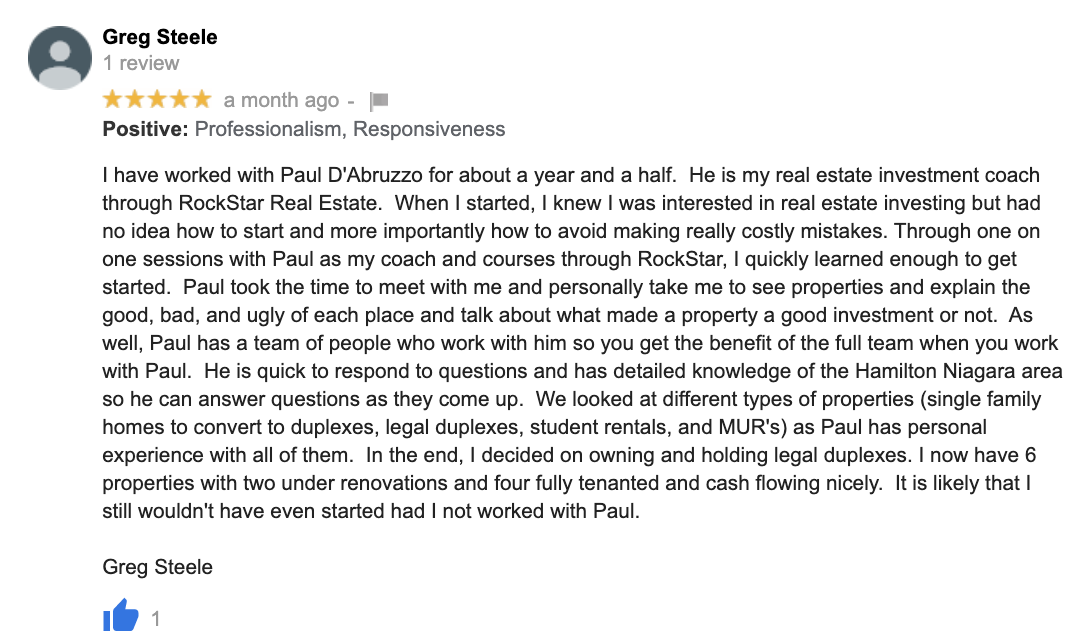 Greg Steele
1 review
a month ago -
Positive: Professionalism, Responsiveness
I have worked with Paul D'Abruzzo for about a year and a half.  He is my real estate investment coach
through RockStar Real Estate.  When I started, I knew I was interested in real estate investing but had
no idea how to start and more importantly how to avoid making really costly mistakes. Through one on
one sessions with Paul as my coach and courses through RockStar, I quickly learned enough to get
started.  Paul took the time to meet with me and personally take me to see properties and explain the
good, bad, and ugly of each place and talk about what made a property a good investment or not.  As
well, Paul has a team of people who work with him so you get the benefit of the full team when you work
with Paul.  He is quick to respond to questions and has detailed knowledge of the Hamilton Niagara area
so he can answer questions as they come up.  We looked at different types of properties (single family
homes to convert to duplexes, legal duplexes, student rentals, and MUR's) as Paul has personal
experience with all of them.  In the end, I decided on owning and holding legal duplexes. I now have 6
properties with two under renovations and four fully tenanted and cash flowing nicely.  It is likely that I
still wouldn't have even started had I not worked with Paul.
Greg Steele
1